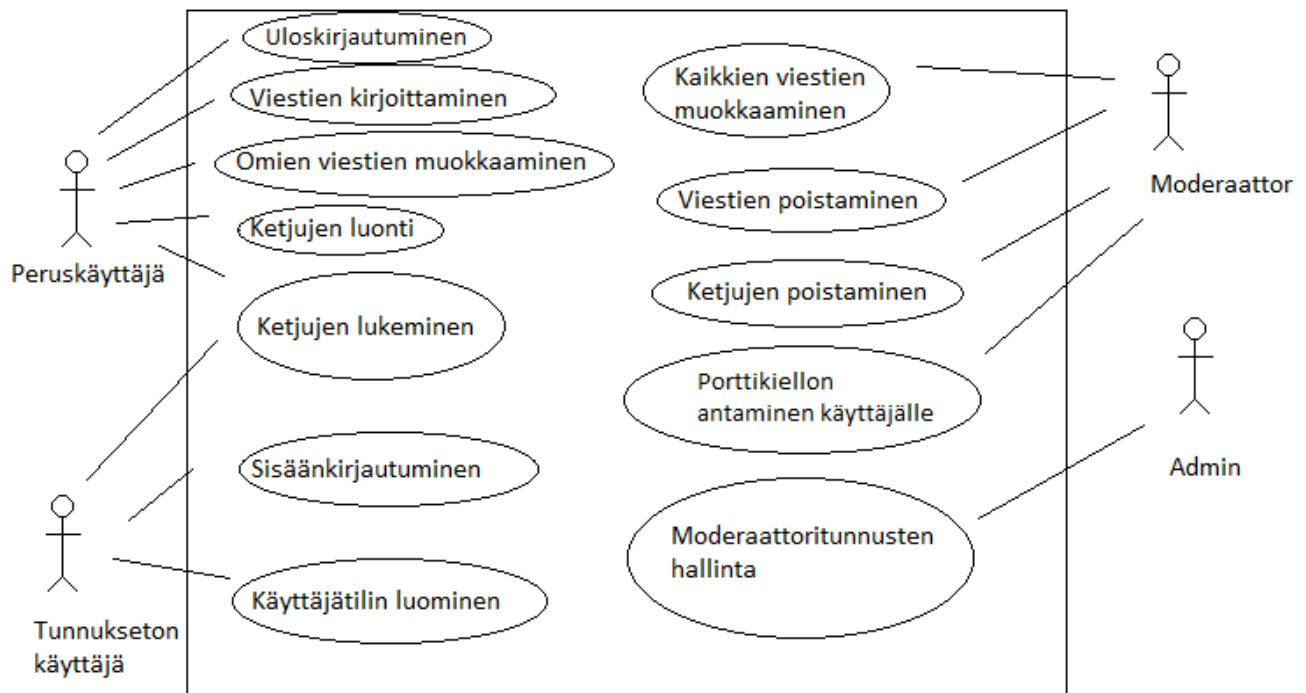 Uloskirjautuminen
Viestien kirjoittaminen
Omien viestien muokkaaminen
Ketjujen luonti
Peruskäyttäjä
Ketjujen lukeminen
Sisäänkirjautuminen
Käyttäjätilin luominen
Tunnukseton
käyttäjä
Kaikkien viestien
muokkaaminen
Viestien poistaminen
Moderaattor
Ketjujen poistaminen
Porttikiellon
antaminen käyttäjälle
Admin
Moderaattoritunnusten
hallinta